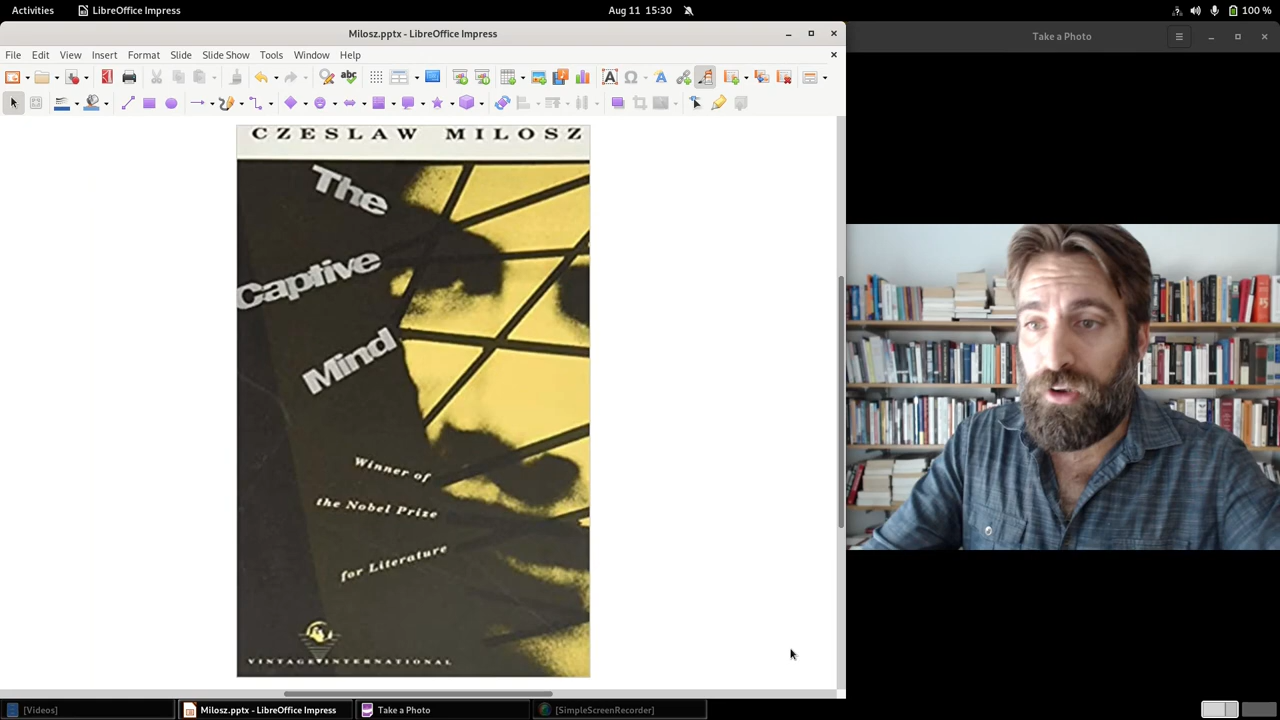 Activities
LibreOffice Impress
Aug 11 15:30
100 %
Milosz.pptx - LibreOffice Impress
Take a Photo
File Edit View Insert Format Slide Slide Show Tools Window Help
CZESLAW MILOSZ
The
Captive
Mind
Winner of
the Nobel Prize
for Literature
VINTAGE INTERNATIONAL
[Videos]
Milosz.pptx - LibreOffice Impress
Take a Photo
[SimpleScreenRecorder]